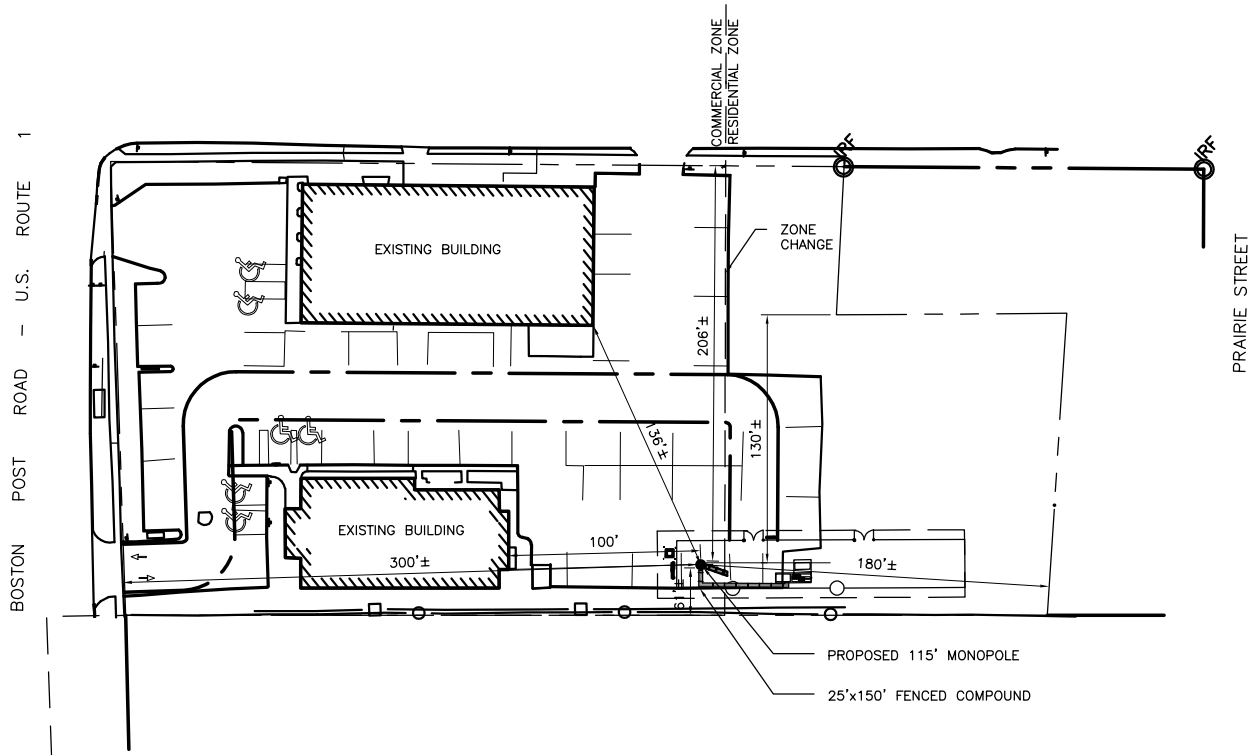 COMMERCIAL ZONE
RESIDENTIAL ZONE
BOSTON POST ROAD - U.S. ROUTE 1
IRF
IRF
PRAIRIE STREET
ZONE
CHANGE
EXISTING BUILDING
206'±
136'±
130'±
EXISTING BUILDING
100'
300'±
180'±
PROPOSED 115' MONOPOLE
25'x150' FENCED COMPOUND